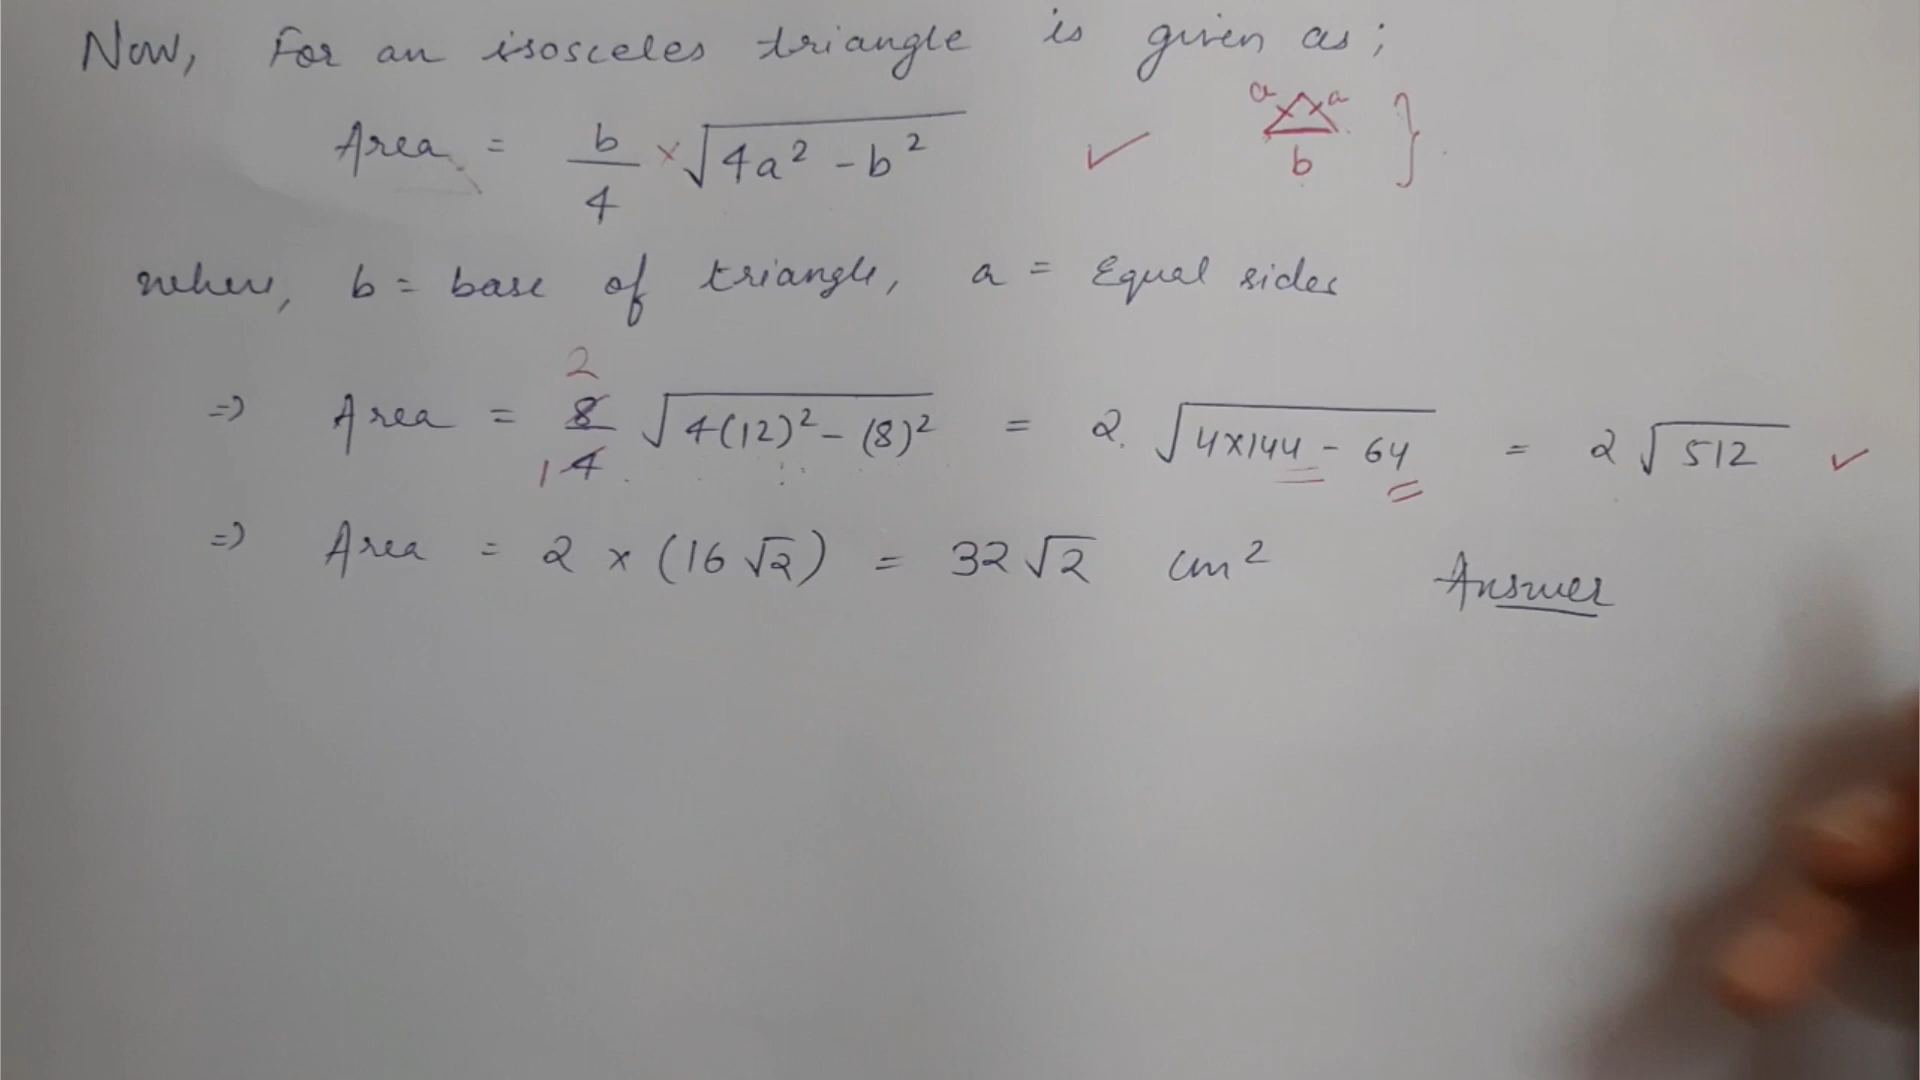 Now, For an isosceles triangle is given as;
Area = b/4 × √(4a² - b²) ✓ a a b }
where, b = base of triangle, a = Equal sides
2
⇒ Area = 8/4 √(4(12)² - (8)²) = 2 √(4×144 - 64) = 2 √512 ✓
1
⇒ Area = 2 × (16 √2) = 32 √2 cm² Answer